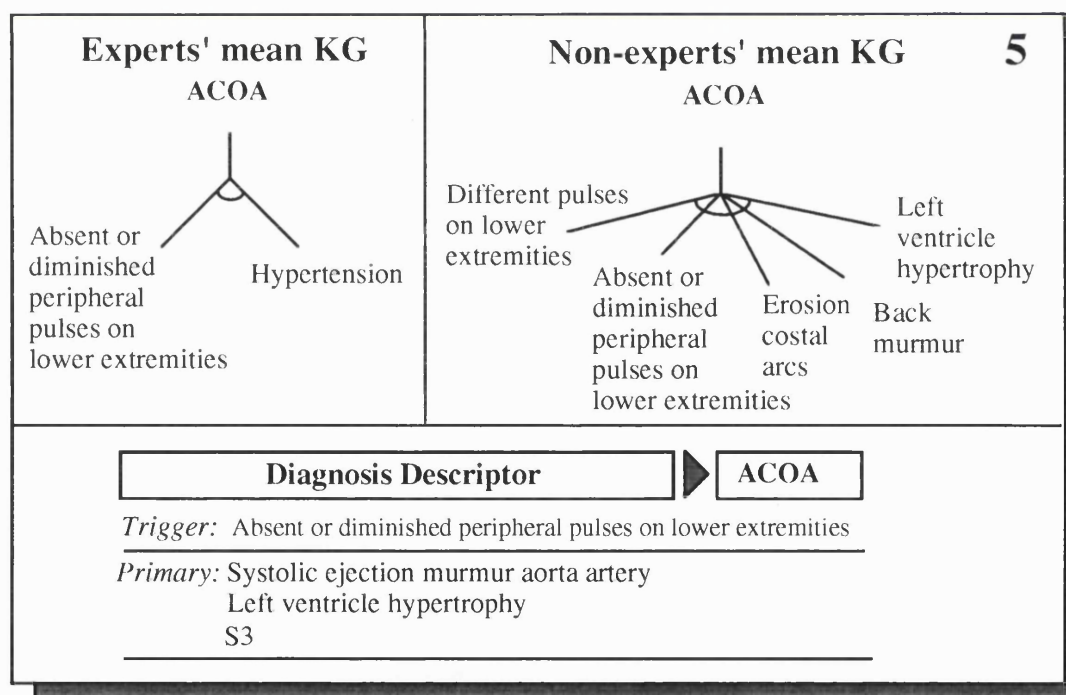 Experts' mean KG
ACOA
Absent or
diminished
peripheral
pulses on
lower extremities
Hypertension
Non-experts' mean KG
5
ACOA
Different pulses
on lower
extremities
Absent or
diminished
peripheral
pulses on
lower extremities
Erosion
costal
arcs
Back
murmur
Left
ventricle
hypertrophy
Diagnosis Descriptor
ACOA
Trigger: Absent or diminished peripheral pulses on lower extremities
Primary: Systolic ejection murmur aorta artery
Left ventricle hypertrophy
S3